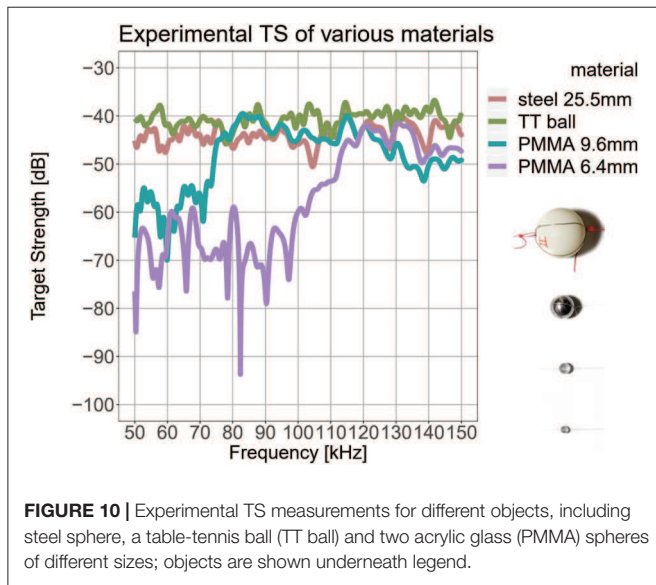 Experimental TS of various materials
−30
−40
−50
−60
−70
−80
−90
−100
Target Strength [dB]
50 60 70 80 90 100 110 120 130 140 150
Frequency [kHz]
material
steel 25.5mm
TT ball
PMMA 9.6mm
PMMA 6.4mm
FIGURE 10 | Experimental TS measurements for different objects, including
steel sphere, a table-tennis ball (TT ball) and two acrylic glass (PMMA) spheres
of different sizes; objects are shown underneath legend.